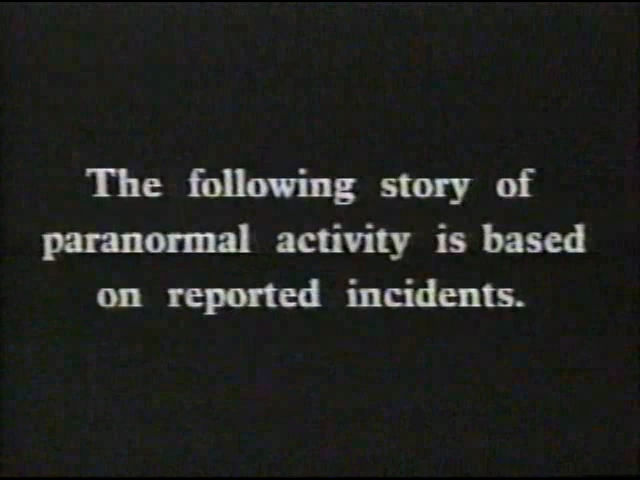 The following story of
paranormal activity is based
on reported incidents.